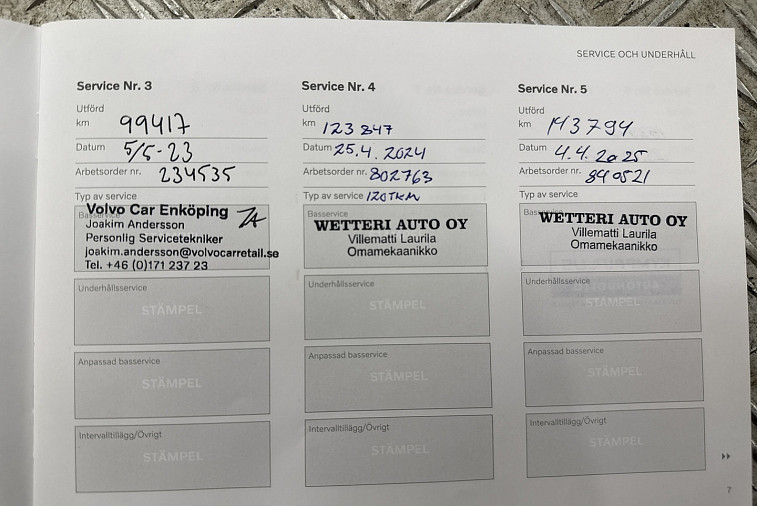 SERVICE OCH UNDERHÅLL
Service Nr. 3
Utförd
km 99417
Datum 5/5-23
Arbetsorder nr. 234535
Typ av service
Basservice
Volvo Car Enköping
Joakim Andersson
Personlig Servicetekniker
joakim.andersson@volvocarretail.se
Tel. +46 (0)171 237 23
Underhållsservice
STÄMPEL
Anpassad basservice
STÄMPEL
Intervalltillägg/Övrigt
STÄMPEL
Service Nr. 4
Utförd
km 123 847
Datum 25.4. 2024
Arbetsorder nr. 802763
Typ av service 120TKM
Basservice
WETTERI AUTO OY
Villematti Laurila
Omamekaanikko
Underhållsservice
STÄMPEL
Anpassad basservice
STÄMPEL
Intervalltillägg/Övrigt
STÄMPEL
Service Nr. 5
Utförd
km 143794
Datum 4.4. 2025
Arbetsorder nr.
Typ av service
WETTERI AUTO OY
Villematti Laurila
Omamekaanikko
Underhållsservice
STÄMPEL
Anpassad basservice
STÄMPEL
Intervalltillägg/Övrigt
STÄMPEL
7